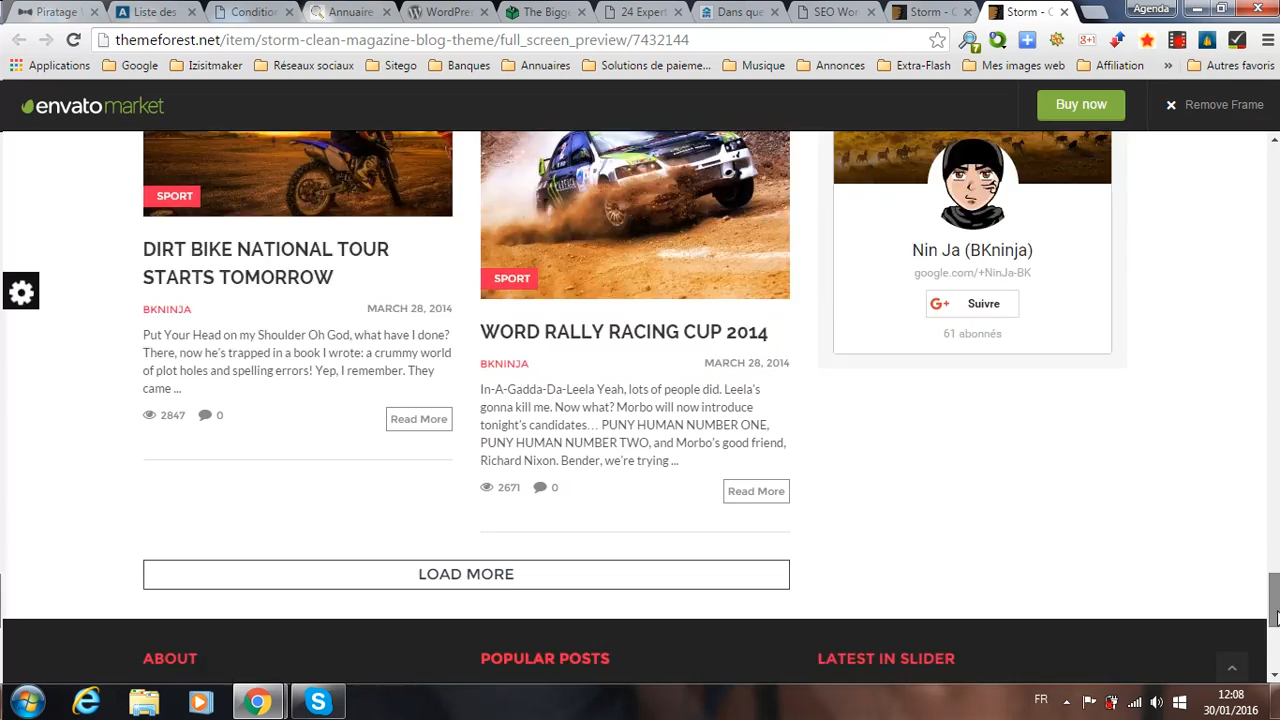 Piratage
Liste des
Condition
Annuaire
WordPre:
The Bigge
24 Expert
Dans que
SEO Wor
Storm - C
Storm - C
Agenda
themeforest.net/item/storm-clean-magazine-blog-theme/full_screen_preview/7432144
Applications
Google
Izisitmaker
Réseaux sociaux
Sitego
Banques
Annuaires
Solutions de paieme...
Musique
Annonces
Extra-Flash
Mes images web
Affiliation
»
Autres favoris
envatomarket
Buy now
Remove Frame
SPORT
DIRT BIKE NATIONAL TOUR
STARTS TOMORROW
BKNINJA
MARCH 28, 2014
Put Your Head on my Shoulder Oh God, what have I done?
There, now he's trapped in a book I wrote: a crummy world
of plot holes and spelling errors! Yep, I remember. They
came ...
2847
0
Read More
SPORT
WORD RALLY RACING CUP 2014
BKNINJA
MARCH 28, 2014
In-A-Gadda-Da-Leela Yeah, lots of people did. Leela's
gonna kill me. Now what? Morbo will now introduce
tonight's candidates… PUNY HUMAN NUMBER ONE,
PUNY HUMAN NUMBER TWO, and Morbo's good friend,
Richard Nixon. Bender, we're trying ...
2671
0
Read More
Nin Ja (BKninja)
google.com/+NinJa-BK
G+ Suivre
61 abonnés
LOAD MORE
ABOUT
POPULAR POSTS
LATEST IN SLIDER
FR
12:08
30/01/2016